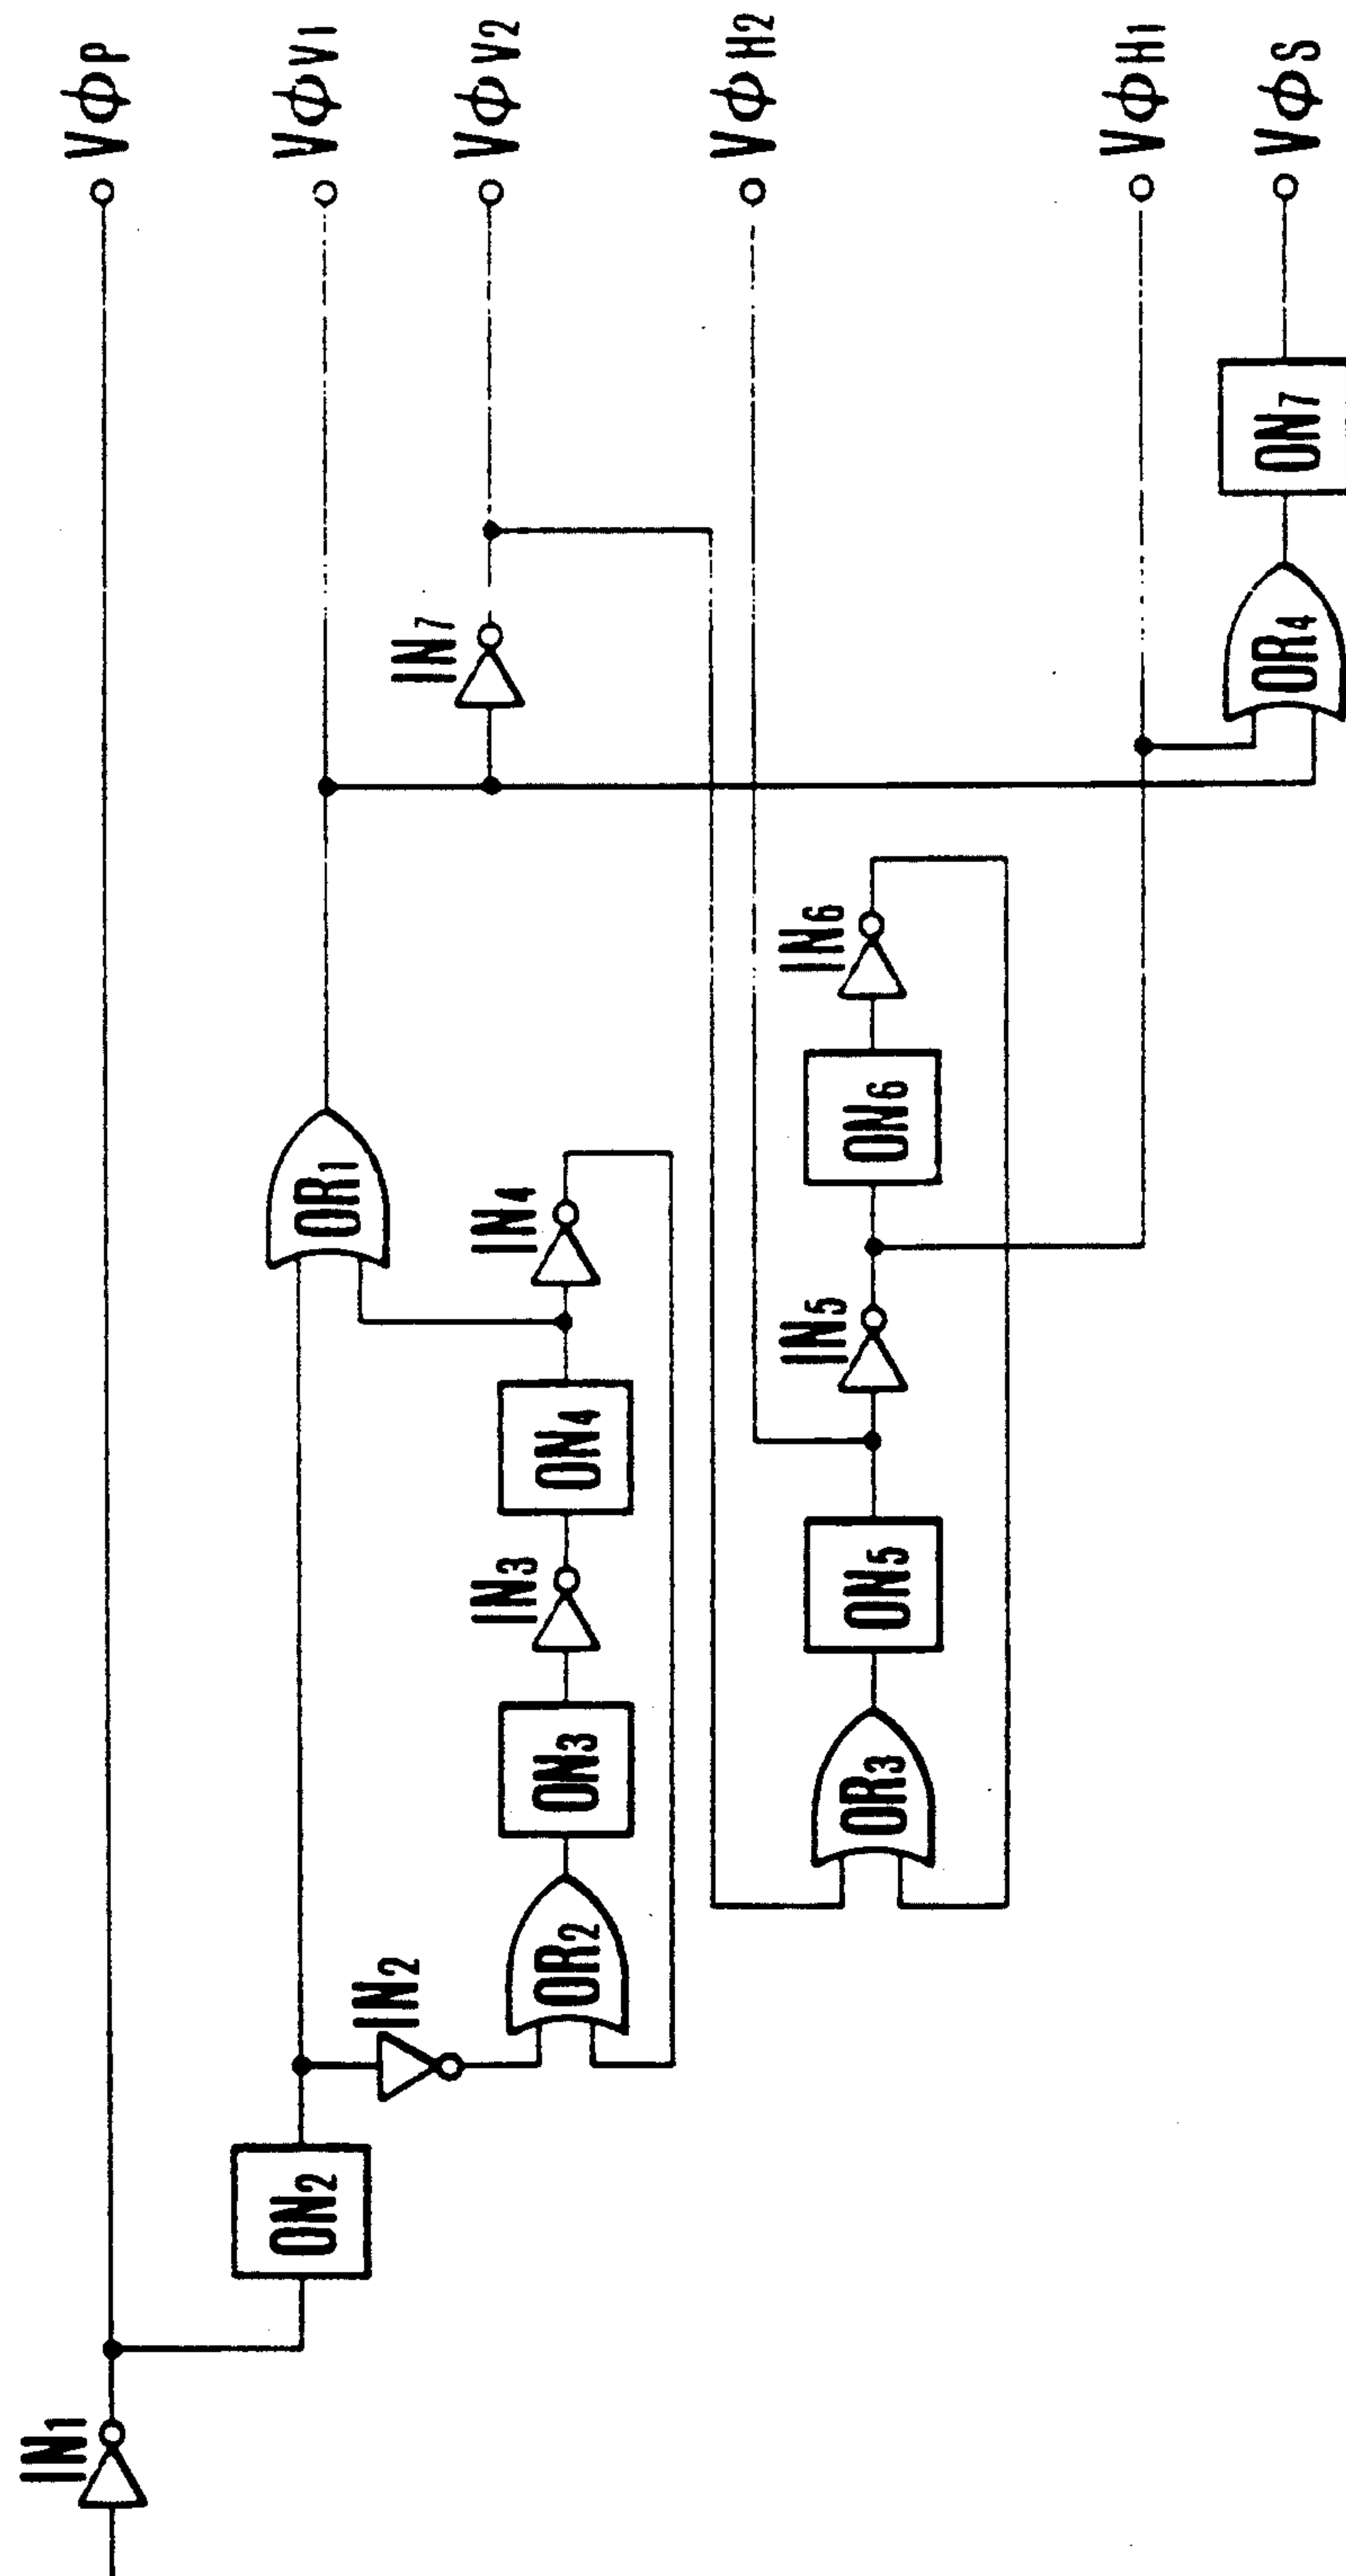 VϕP
VϕV1
VϕV2
VϕH2
VϕH1
VϕS
IN1
ON2
IN2
OR2
ON3
IN3
ON4
IN4
OR1
IN7
OR3
ON5
IN5
ON6
IN6
OR4
ON7